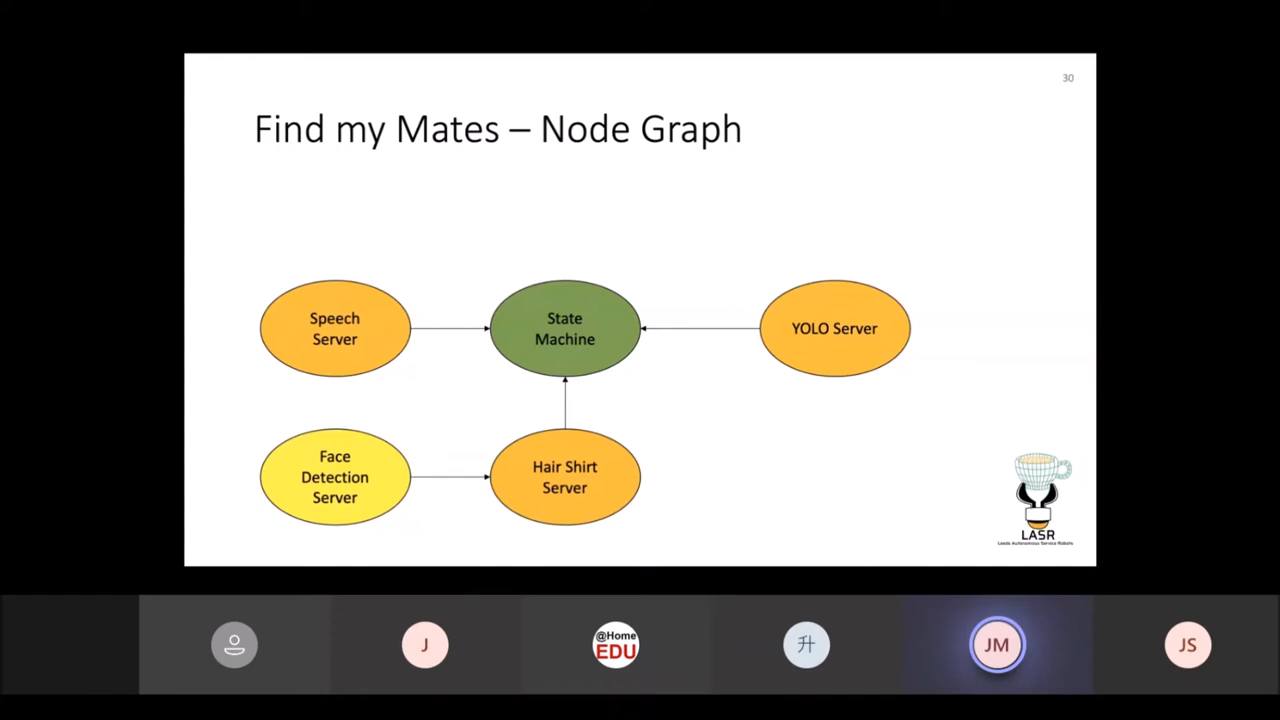 30
Find my Mates – Node Graph
Speech
Server
State
Machine
YOLO Server
Face
Detection
Server
Hair Shirt
Server
LASR
Leeds Autonomous Service Robots
J
@Home
EDU
升
JM
JS